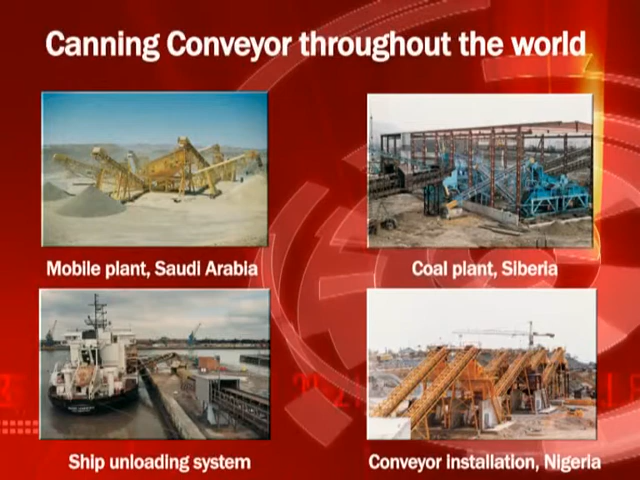 Canning Conveyor throughout the world
Mobile plant, Saudi Arabia
Coal plant, Siberia
Ship unloading system
Conveyor installation, Nigeria